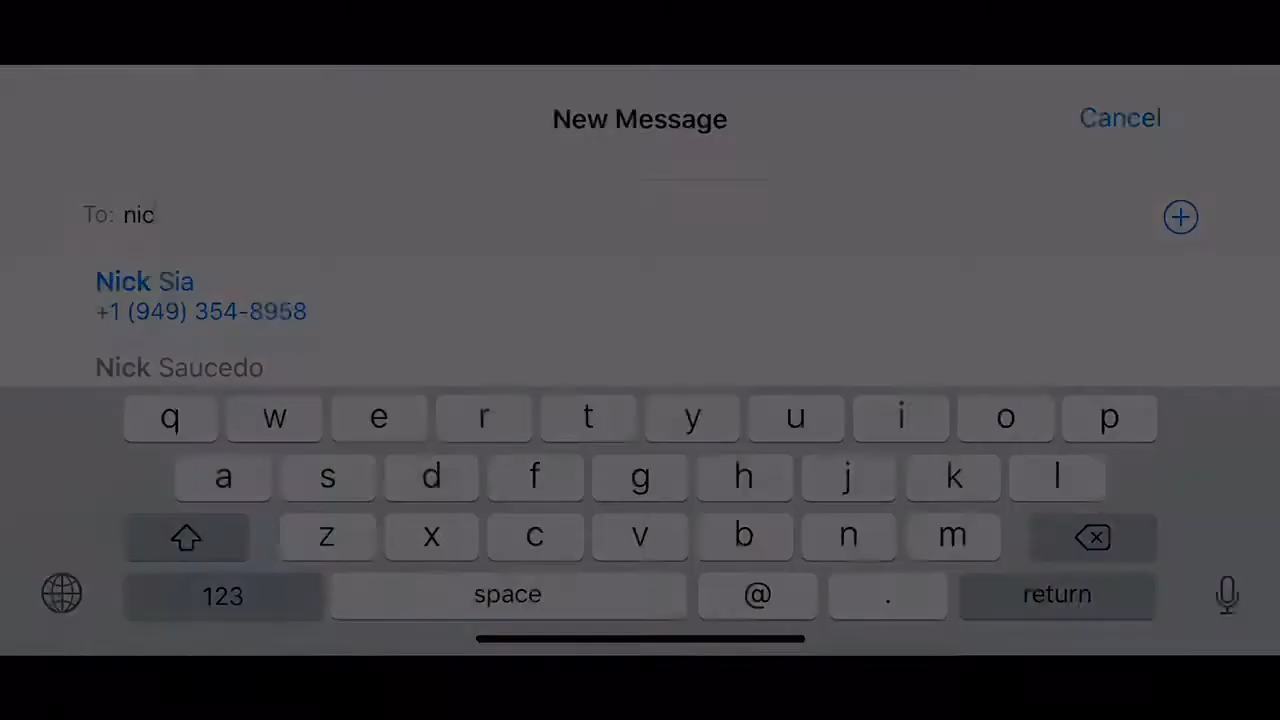 New Message
Cancel
To: nic
Nick Sia
+1 (949) 354-8958
Nick Saucedo
q w e r t y u i o p
a s d f g h j k l
z x c v b n m
123 space @ . return